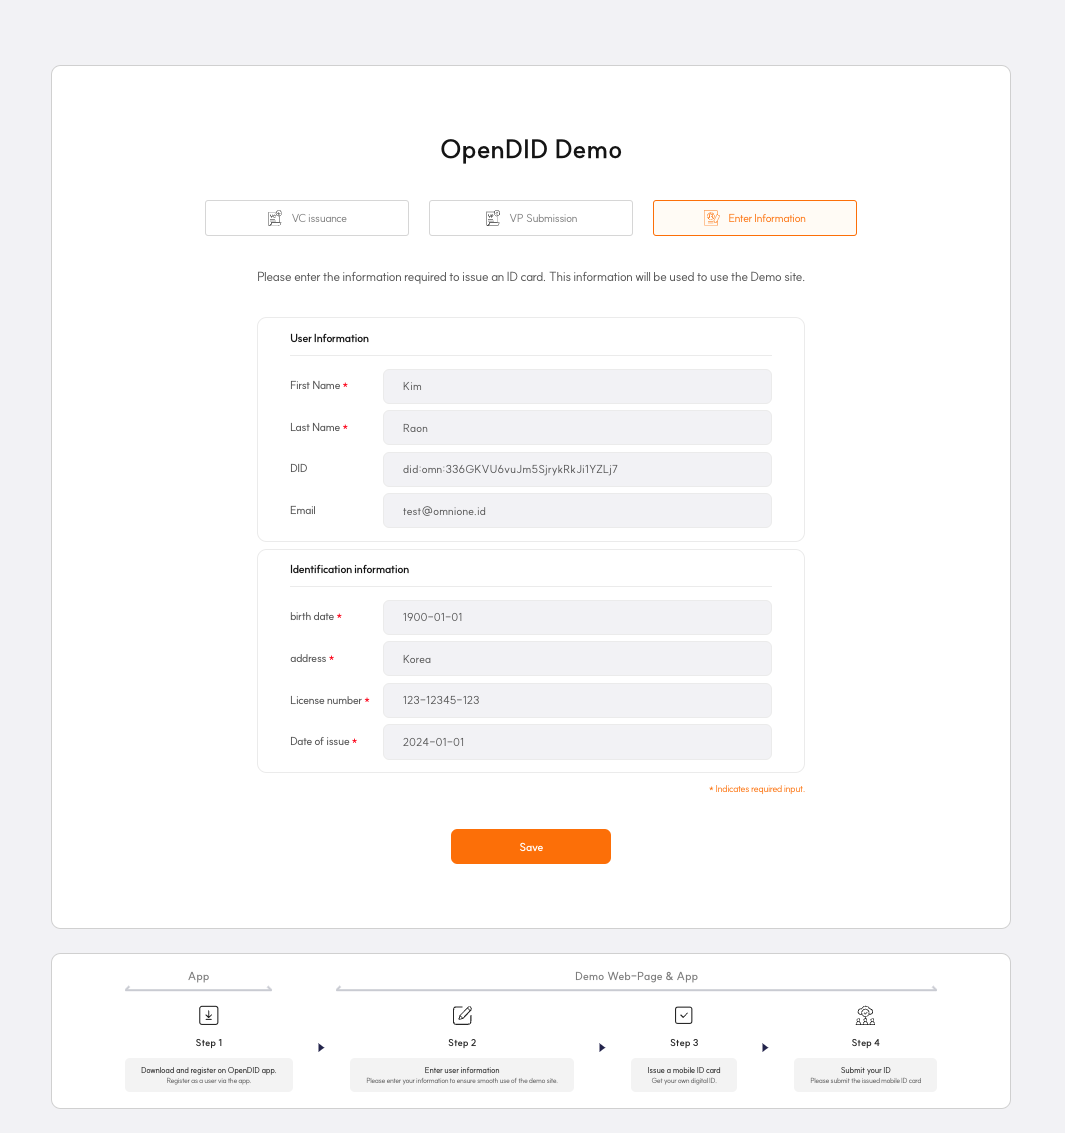 OpenDID Demo
VC issuance
VP Submission
Enter Information
Please enter the information required to issue an ID card. This information will be used to use the Demo site.
User Information
First Name *
Kim
Last Name *
Raon
DID
did:omn:336GKVU6vuJm5SjrykRkJi1YZLj7
Email
test@omnione.id
Identification information
birth date *
1900-01-01
address *
Korea
License number *
123-12345-123
Date of issue *
2024-01-01
* Indicates required input.
Save
App
Demo Web-Page & App
Step 1
Download and register on OpenDID app.
Register as a user via the app.
Step 2
Enter user information
Please enter your information to ensure smooth use of the demo site.
Step 3
Issue a mobile ID card
Get your own digital ID.
Step 4
Submit your ID
Please submit the issued mobile ID card